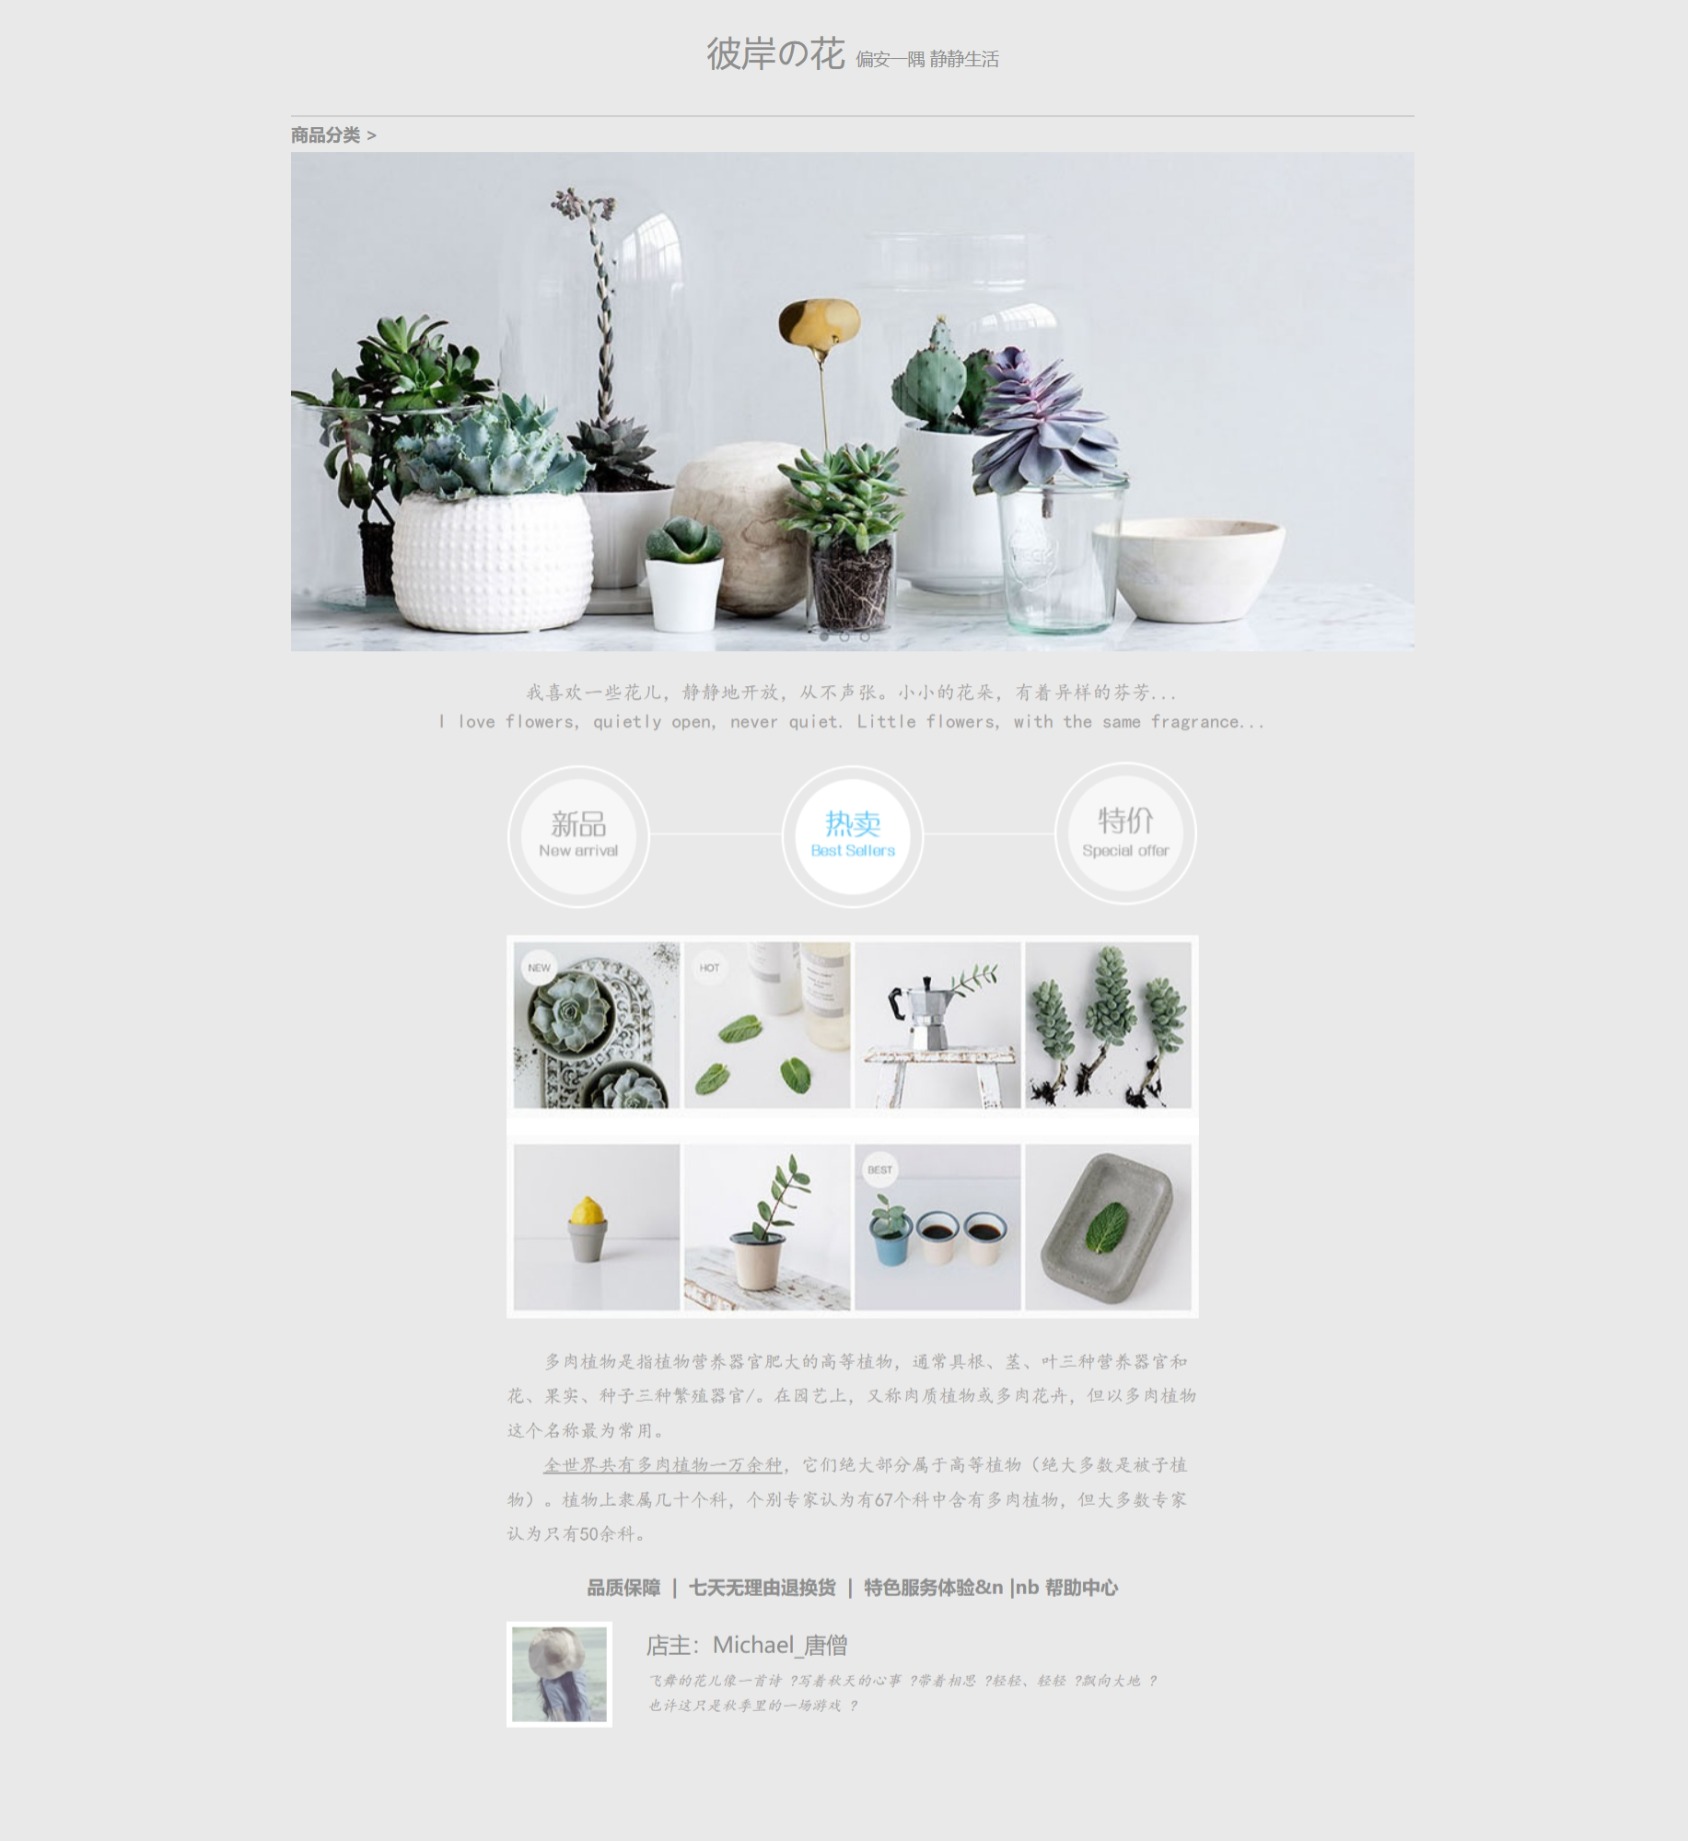 彼岸の花 偏安一隅 静静生活
商品分类 >
我喜欢一些花儿，静静地开放，从不声张。小小的花朵，有着异样的芬芳...
I love flowers, quietly open, never quiet. Little flowers, with the same fragrance...
新品
New arrival
热卖
Best Sellers
特价
Special offer
NEW
HOT
BEST
多肉植物是指植物营养器官肥大的高等植物，通常具根、茎、叶三种营养器官和
花、果实、种子三种繁殖器官/。在园艺上，又称肉质植物或多肉花卉，但以多肉植物
这个名称最为常用。
全世界共有多肉植物一万余种，它们绝大部分属于高等植物（绝大多数是被子植
物）。植物上隶属几十个科，个别专家认为有67个科中含有多肉植物，但大多数专家
认为只有50余科。
品质保障 | 七天无理由退换货 | 特色服务体验&n |nb 帮助中心
店主：Michael_唐僧
飞舞的花儿像一首诗 ?写着秋天的心事 ?带着相思 ?轻轻、轻轻 ?飘向大地 ?
也许这只是秋季里的一场游戏 ?